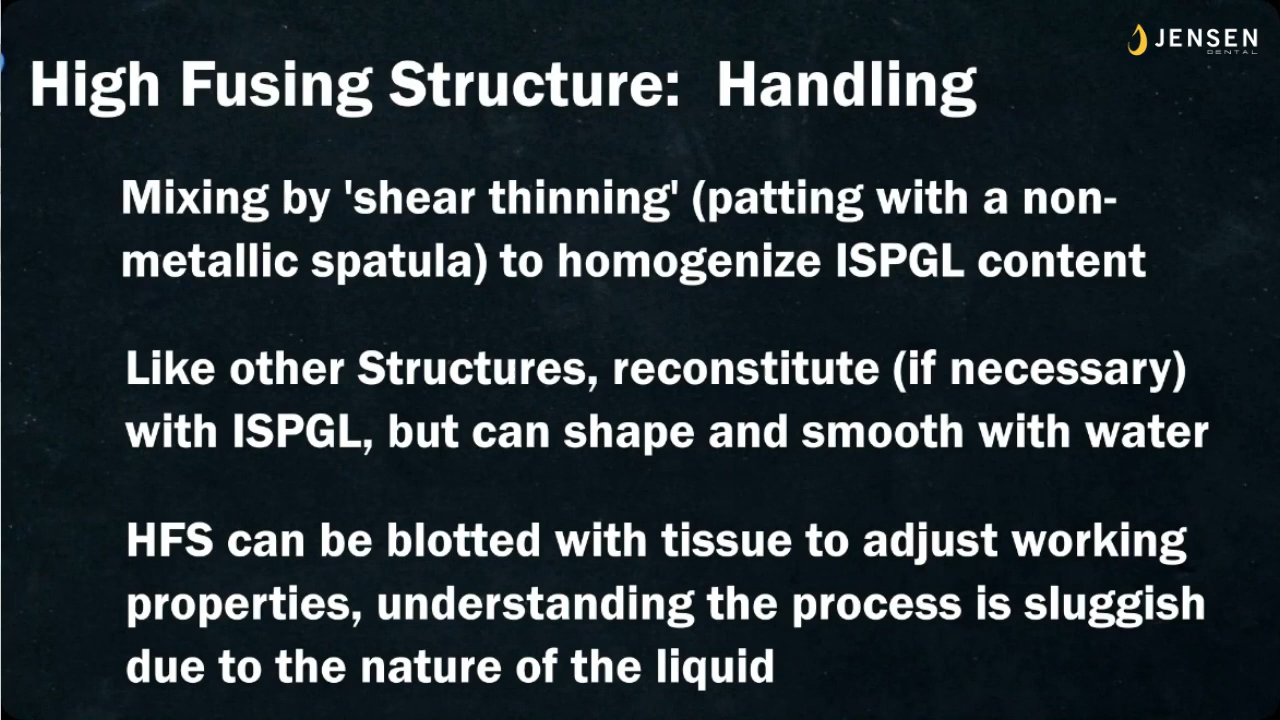 JENSEN
DENTAL
High Fusing Structure: Handling
Mixing by 'shear thinning' (patting with a non-
metallic spatula) to homogenize ISPGL content
Like other Structures, reconstitute (if necessary)
with ISPGL, but can shape and smooth with water
HFS can be blotted with tissue to adjust working
properties, understanding the process is sluggish
due to the nature of the liquid